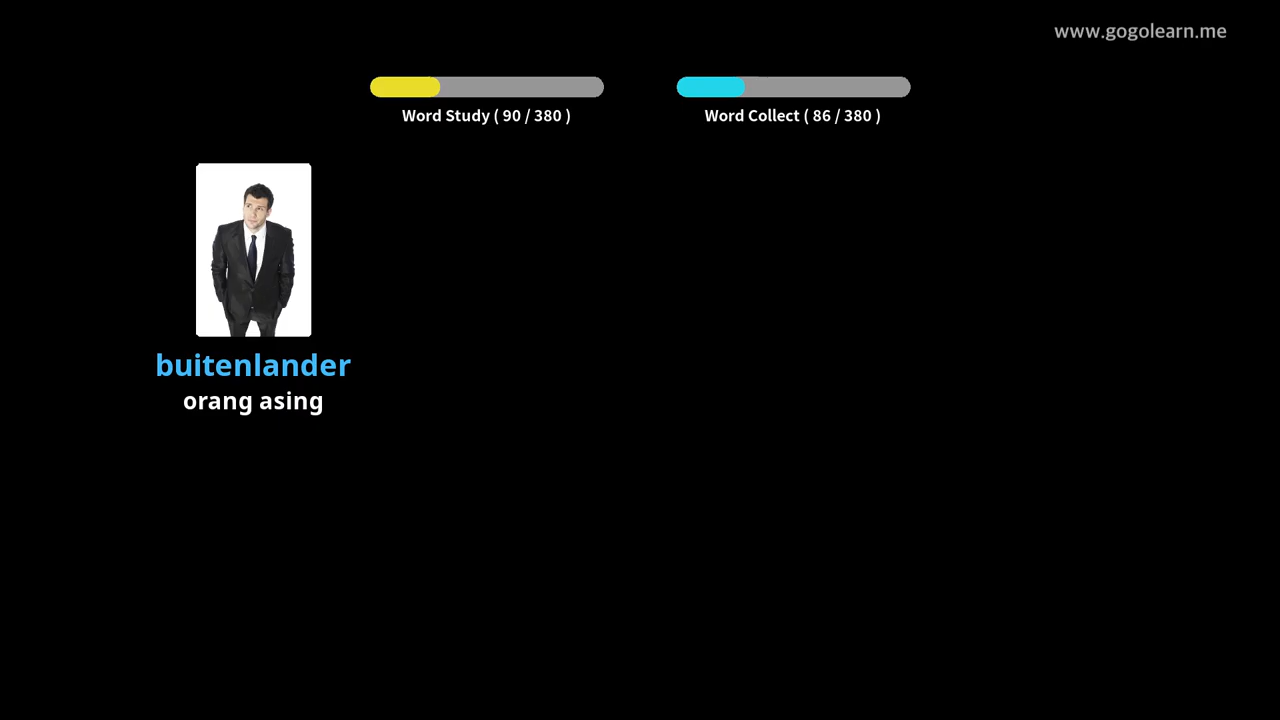 www.gogolearn.me
Word Study ( 90 / 380 )
Word Collect ( 86 / 380 )
buitenlander
orang asing